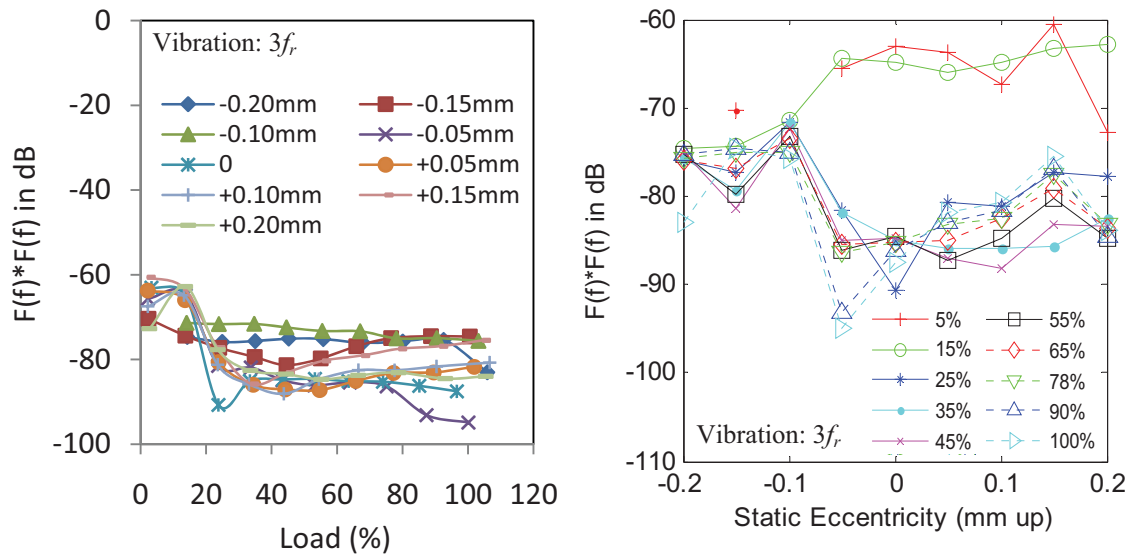 Vibration: 3fr
-0.20mm
-0.15mm
-0.10mm
-0.05mm
0
+0.05mm
+0.10mm
+0.15mm
+0.20mm
F(f)*F(f) in dB
0
-20
-40
-60
-80
-100
0 20 40 60 80 100 120
Load (%)
F(f)*F(f) in dB
-60
-70
-80
-90
-100
-110
5%
55%
15%
65%
25%
78%
35%
90%
45%
100%
Vibration: 3fr
-0.2 -0.1 0 0.1 0.2
Static Eccentricity (mm up)